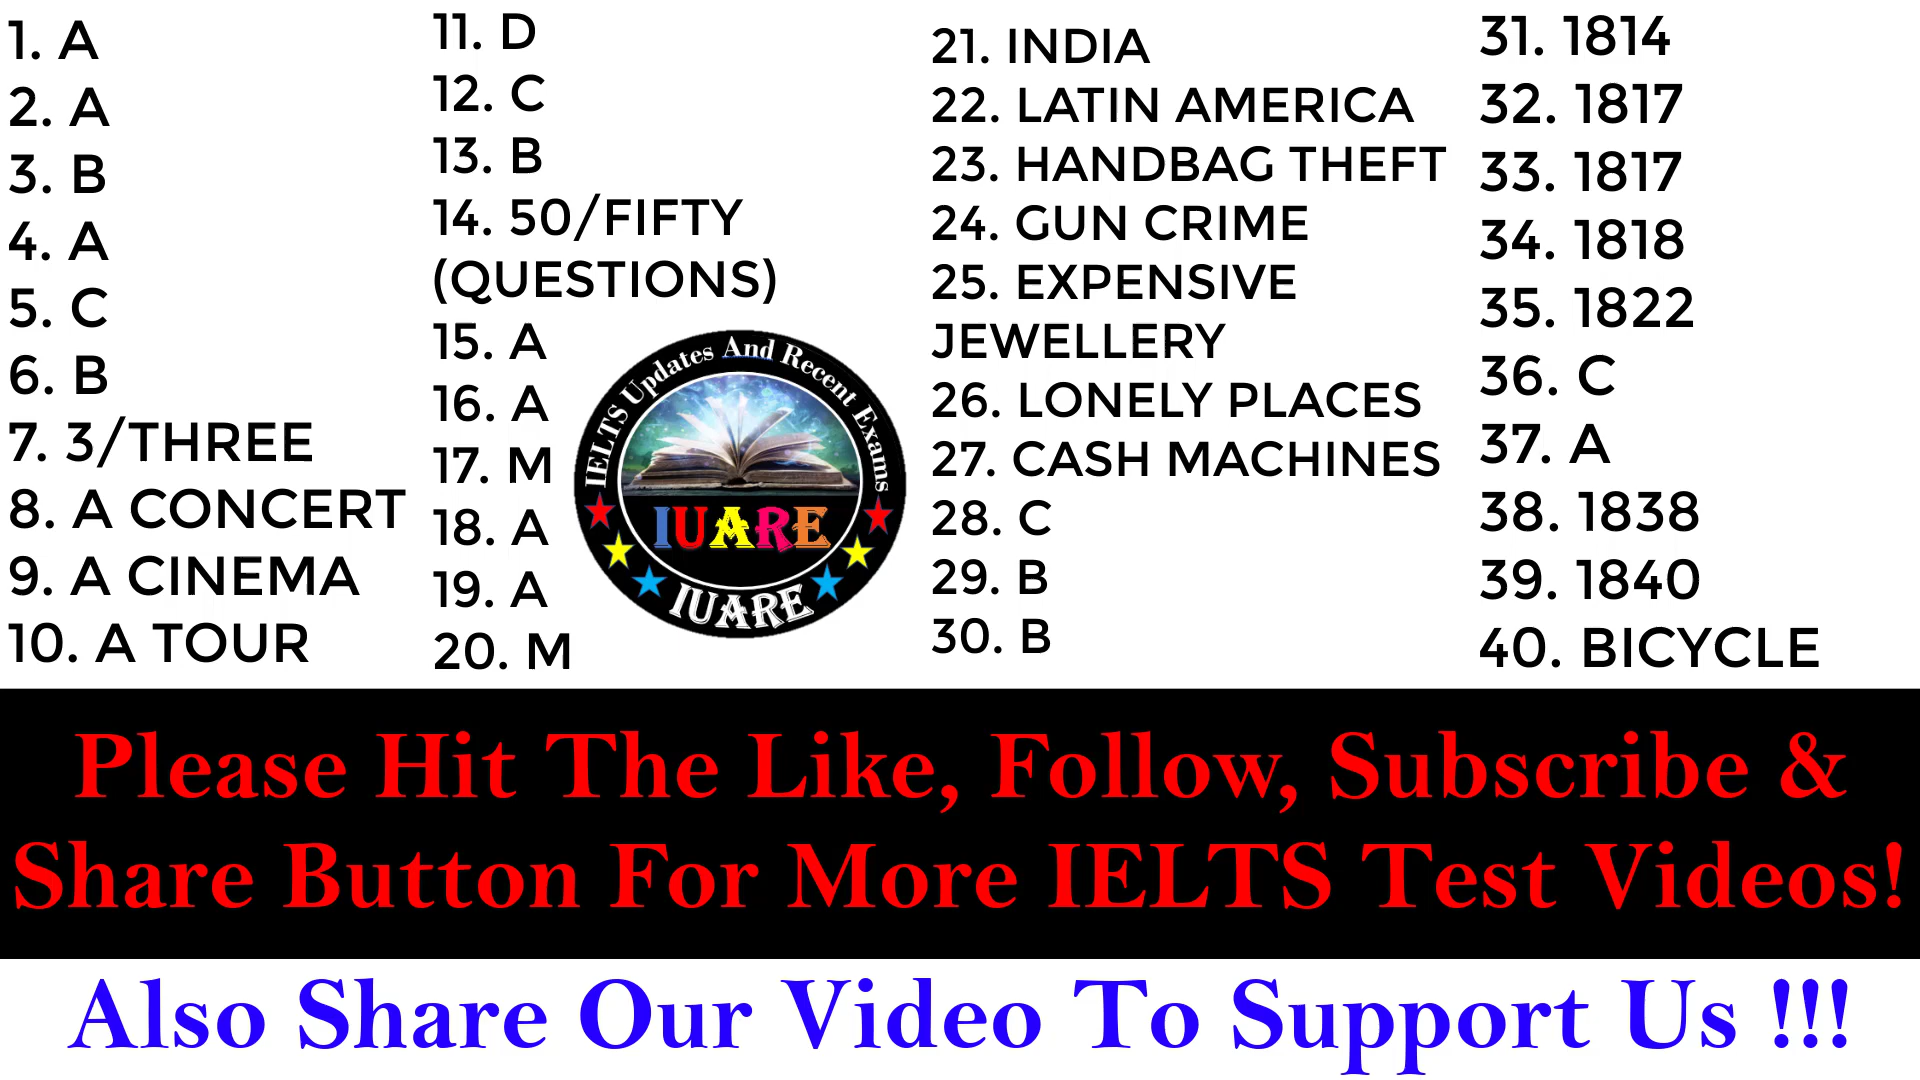 1. A
2. A
3. B
4. A
5. C
6. B
7. 3/THREE
8. A CONCERT
9. A CINEMA
10. A TOUR
11. D
12. C
13. B
14. 50/FIFTY
(QUESTIONS)
15. A
16. A
17. M
18. A
19. A
20. M
IELTS Updates And Recent Exams
IUARE
IUARE
21. INDIA
22. LATIN AMERICA
23. HANDBAG THEFT
24. GUN CRIME
25. EXPENSIVE
JEWELLERY
26. LONELY PLACES
27. CASH MACHINES
28. C
29. B
30. B
31. 1814
32. 1817
33. 1817
34. 1818
35. 1822
36. C
37. A
38. 1838
39. 1840
40. BICYCLE
Please Hit The Like, Follow, Subscribe &
Share Button For More IELTS Test Videos!
Also Share Our Video To Support Us !!!